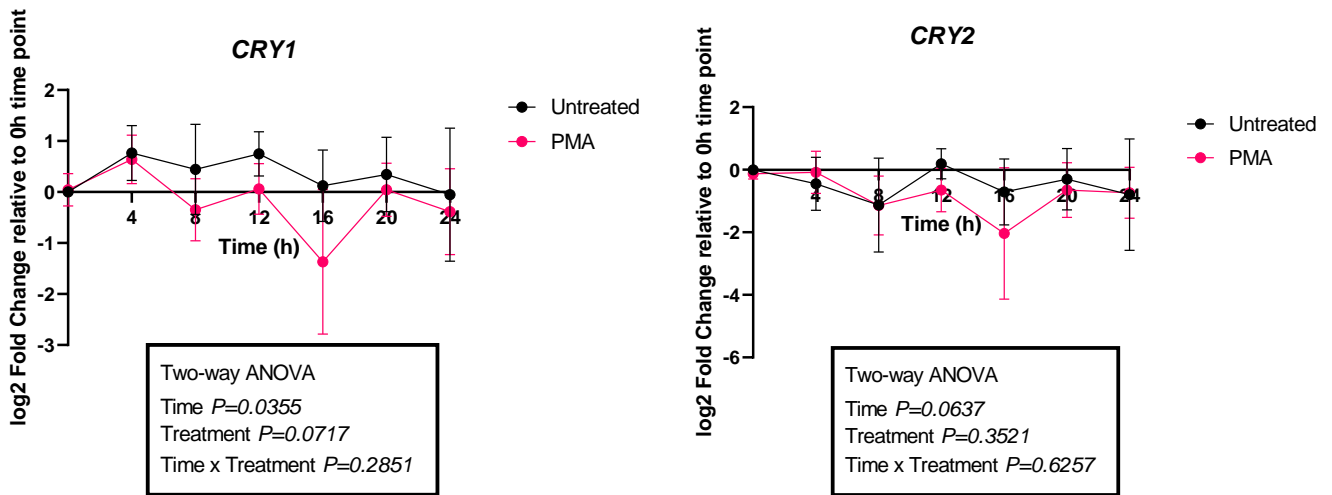 CRY1
log2 Fold Change relative to 0h time point
2
1
0
-1
-2
-3
4
8
12
16
20
24
Time (h)
Untreated
PMA
Two-way ANOVA
Time P=0.0355
Treatment P=0.0717
Time x Treatment P=0.2851
CRY2
log2 Fold Change relative to 0h time point
2
0
-2
-4
-6
4
8
12
16
20
24
Time (h)
Untreated
PMA
Two-way ANOVA
Time P=0.0637
Treatment P=0.3521
Time x Treatment P=0.6257